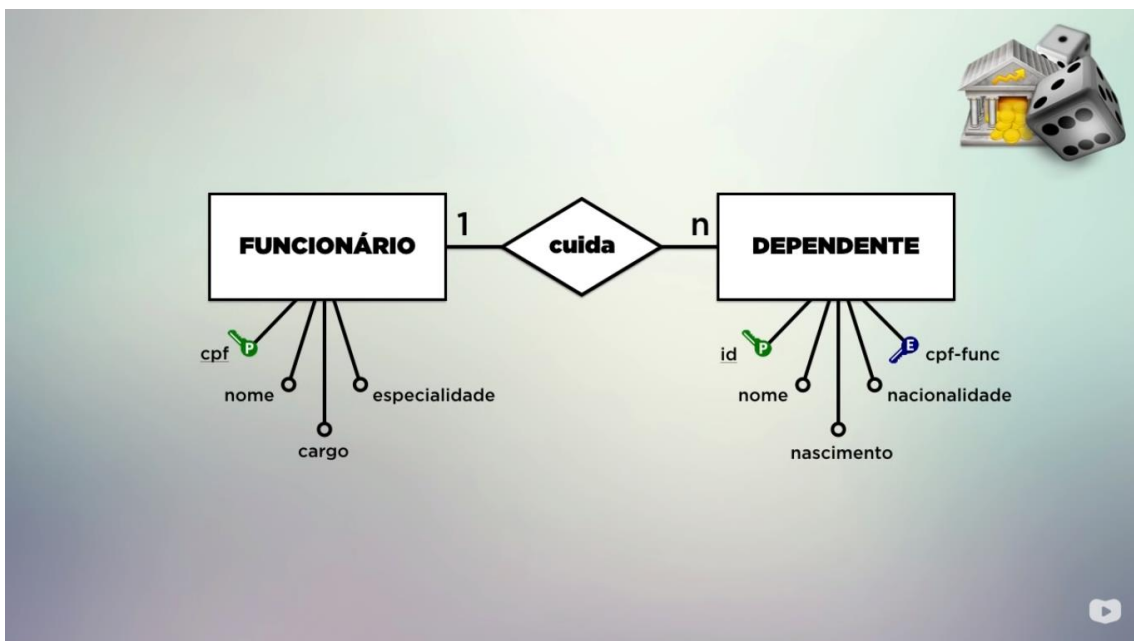 FUNCIONÁRIO
1
cuida
n
DEPENDENTE
cpf
P
nome
cargo
especialidade
id
P
nome
nascimento
nacionalidade
E
cpf-func